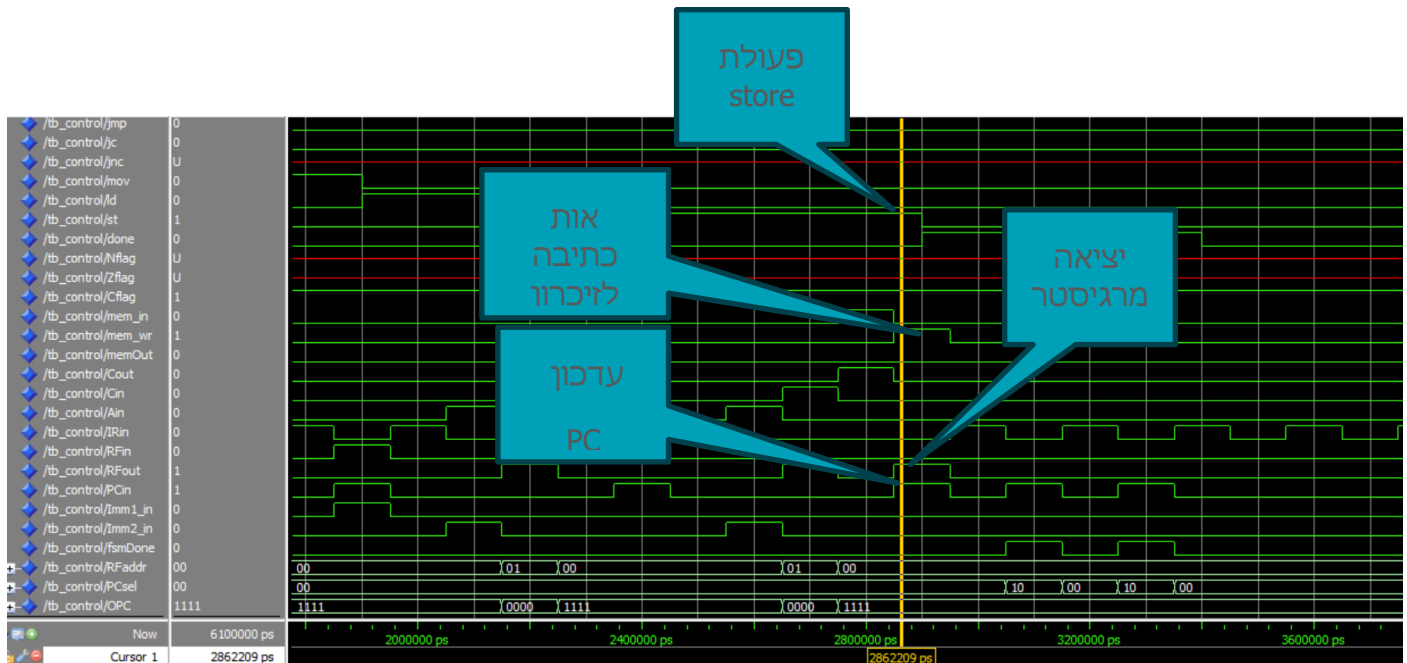 פעולת
store
אות
כתיבה
לזיכרון
יציאה
מרגיסטר
עדכון
PC
/tb_control/jmp 0
/tb_control/jc 0
/tb_control/jnc U
/tb_control/mov 0
/tb_control/ld 0
/tb_control/st 1
/tb_control/done 0
/tb_control/Nflag U
/tb_control/Zflag U
/tb_control/Cflag 1
/tb_control/mem_in 0
/tb_control/mem_wr 1
/tb_control/memOut 0
/tb_control/Cout 0
/tb_control/Cin 0
/tb_control/Ain 0
/tb_control/IRin 0
/tb_control/RFin 0
/tb_control/RFout 1
/tb_control/PCin 1
/tb_control/Imm1_in 0
/tb_control/Imm2_in 0
/tb_control/fsmDone 0
/tb_control/RFaddr 00 00 01 00 01 00
/tb_control/PCsel 00 00 10 00 10 00
/tb_control/OPC 1111 1111 0000 1111 0000 1111
Now 6100000 ps 2000000 ps 2400000 ps 2800000 ps 3200000 ps 3600000 ps
Cursor 1 2862209 ps 2862209 ps